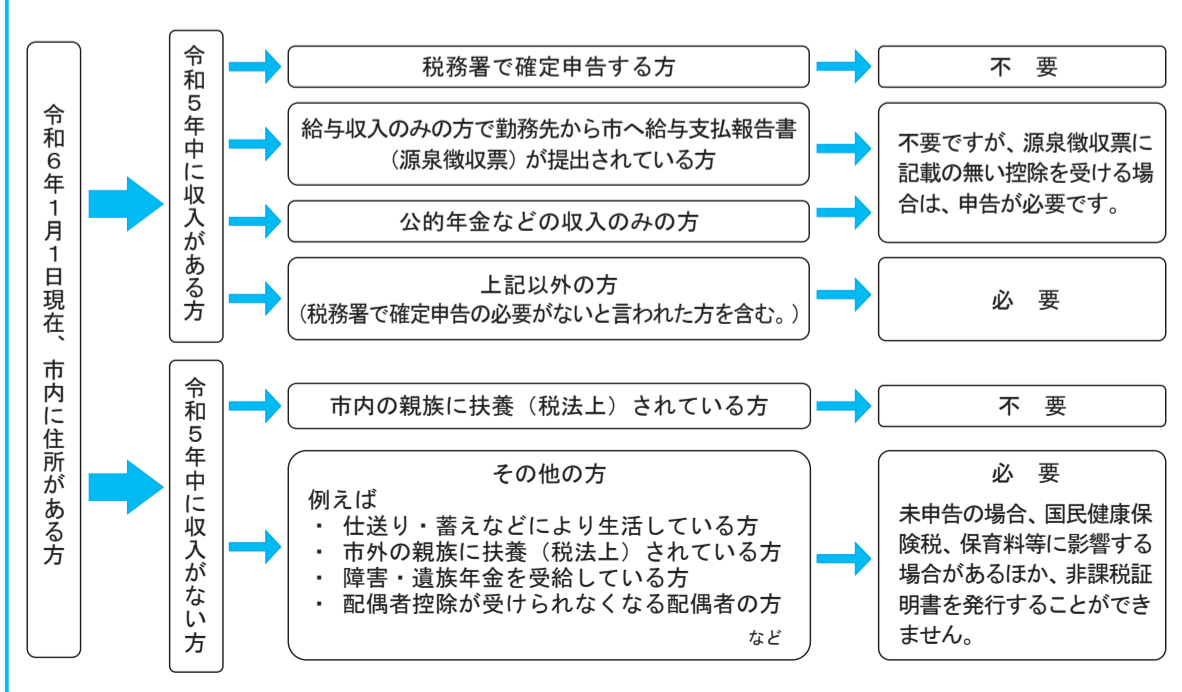 令和６年１月１日現在、市内に住所がある方
令和５年中に収入がある方
税務署で確定申告する方
不　要
給与収入のみの方で勤務先から市へ給与支払報告書
（源泉徴収票）が提出されている方
公的年金などの収入のみの方
不要ですが、源泉徴収票に
記載の無い控除を受ける場
合は、申告が必要です。
上記以外の方
（税務署で確定申告の必要がないと言われた方を含む。）
必　要
令和５年中に収入がない方
市内の親族に扶養（税法上）されている方
不　要
その他の方
例えば
・　仕送り・蓄えなどにより生活している方
・　市外の親族に扶養（税法上）されている方
・　障害・遺族年金を受給している方
・　配偶者控除が受けられなくなる配偶者の方
など
必　要
未申告の場合、国民健康保
険税、保育料等に影響する
場合があるほか、非課税証
明書を発行することができ
ません。